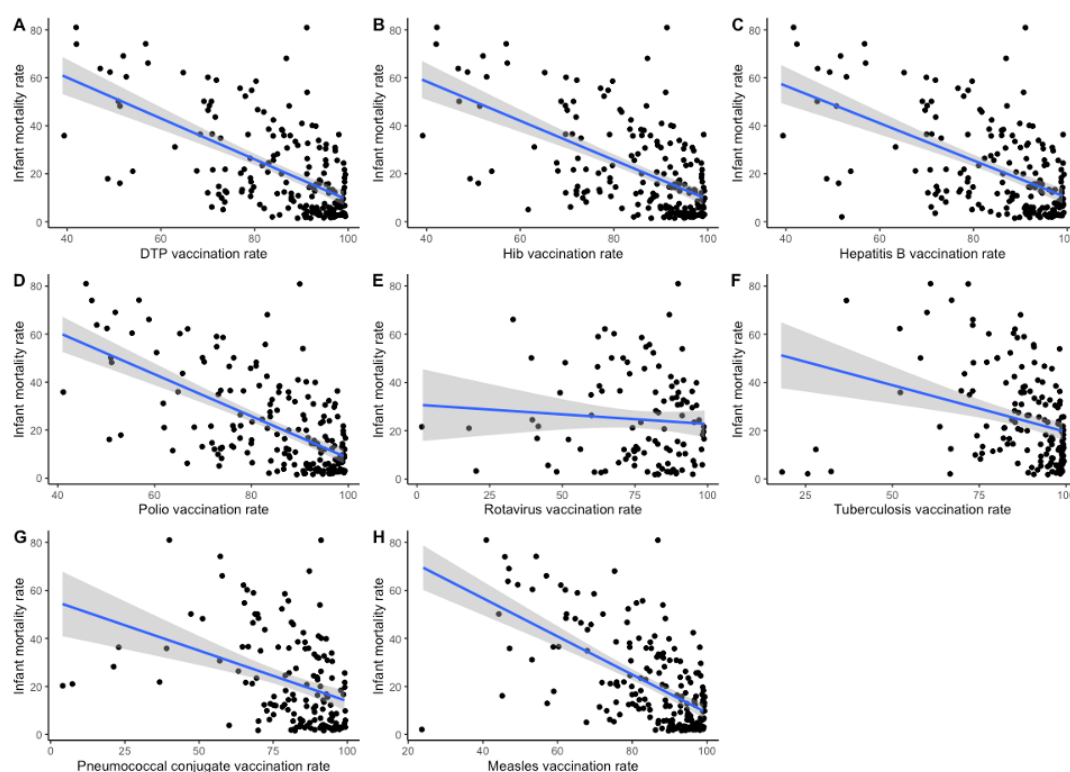 A B C
Infant mortality rate Infant mortality rate Infant mortality rate
80 80 80
60 60 60
40 40 40
20 20 20
0 0 0
40 60 80 100 40 60 80 100 40 60 80 100
DTP vaccination rate Hib vaccination rate Hepatitis B vaccination rate
D E F
Infant mortality rate Infant mortality rate Infant mortality rate
80 80 80
60 60 60
40 40 40
20 20 20
0 0 0
40 60 80 100 0 25 50 75 100 25 50 75 100
Polio vaccination rate Rotavirus vaccination rate Tuberculosis vaccination rate
G H
Infant mortality rate Infant mortality rate
80 80
60 60
40 40
20 20
0 0
0 25 50 75 100 20 40 60 80 100
Pneumococcal conjugate vaccination rate Measles vaccination rate